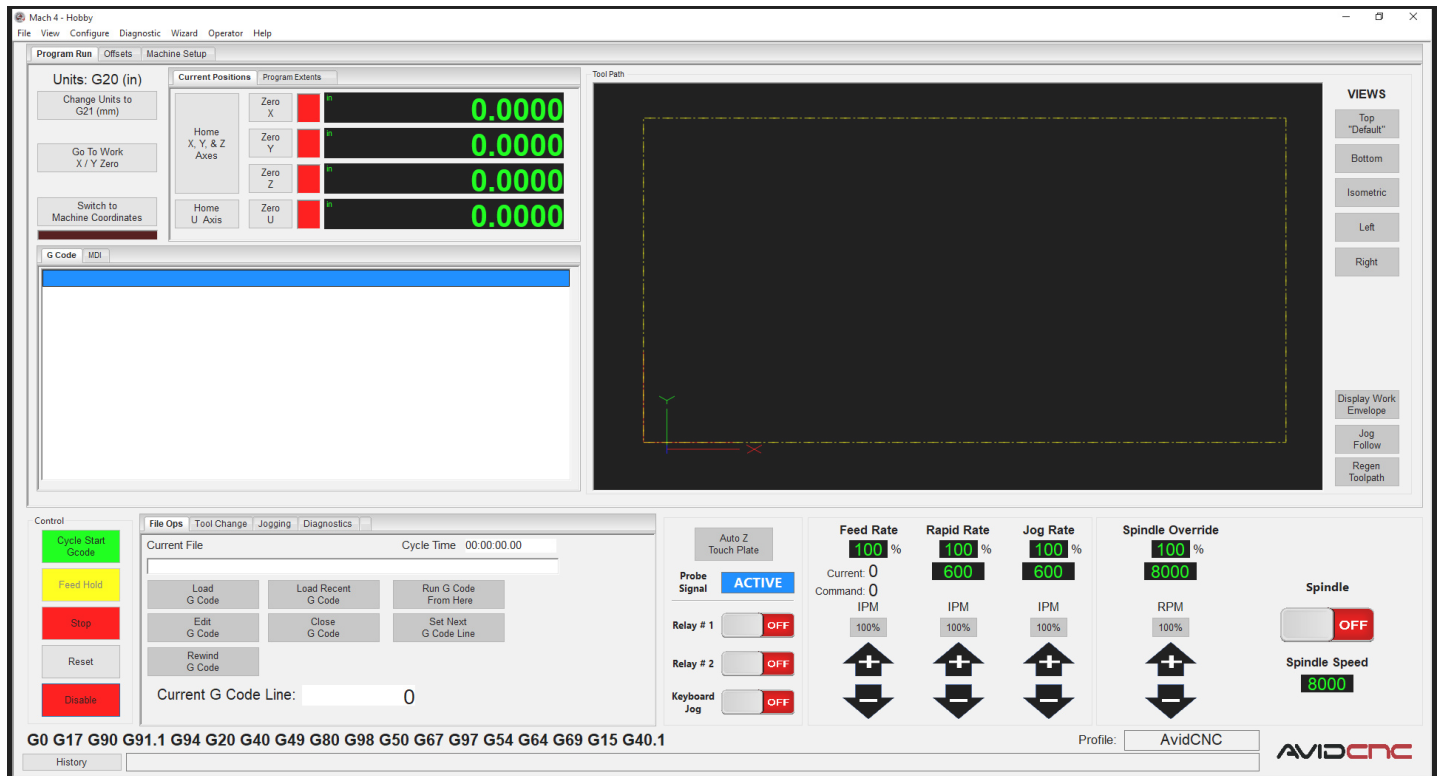 Mach 4 - Hobby
File View Configure Diagnostic Wizard Operator Help
Program Run Offsets Machine Setup
Units: G20 (in)
Change Units to
G21 (mm)
Go To Work
X / Y Zero
Switch to
Machine Coordinates
Current Positions Program Extents
Home
X, Y, & Z
Axes
Zero
X
in
0.0000
Zero
Y
in
0.0000
Zero
Z
in
0.0000
Home
U Axis
Zero
U
in
0.0000
G Code MDI
Tool Path
VIEWS
Top
"Default"
Bottom
Isometric
Left
Right
Display Work
Envelope
Jog
Follow
Regen
Toolpath
Control
Cycle Start
Gcode
Feed Hold
Stop
Reset
Disable
File Ops Tool Change Jogging Diagnostics
Current File
Cycle Time 00:00:00.00
Load
G Code
Load Recent
G Code
Run G Code
From Here
Edit
G Code
Close
G Code
Set Next
G Code Line
Rewind
G Code
Current G Code Line: 0
Auto Z
Touch Plate
Probe
Signal
ACTIVE
Relay # 1
OFF
Relay # 2
OFF
Keyboard
Jog
OFF
Feed Rate
100 %
Current: 0
Command: 0
IPM
100%
Rapid Rate
100 %
600
IPM
100%
Jog Rate
100 %
600
IPM
100%
Spindle Override
100 %
8000
RPM
100%
Spindle
OFF
Spindle Speed
8000
G0 G17 G90 G91.1 G94 G20 G40 G49 G80 G98 G50 G67 G97 G54 G64 G69 G15 G40.1
Profile: AvidCNC
History
AVIDCNC